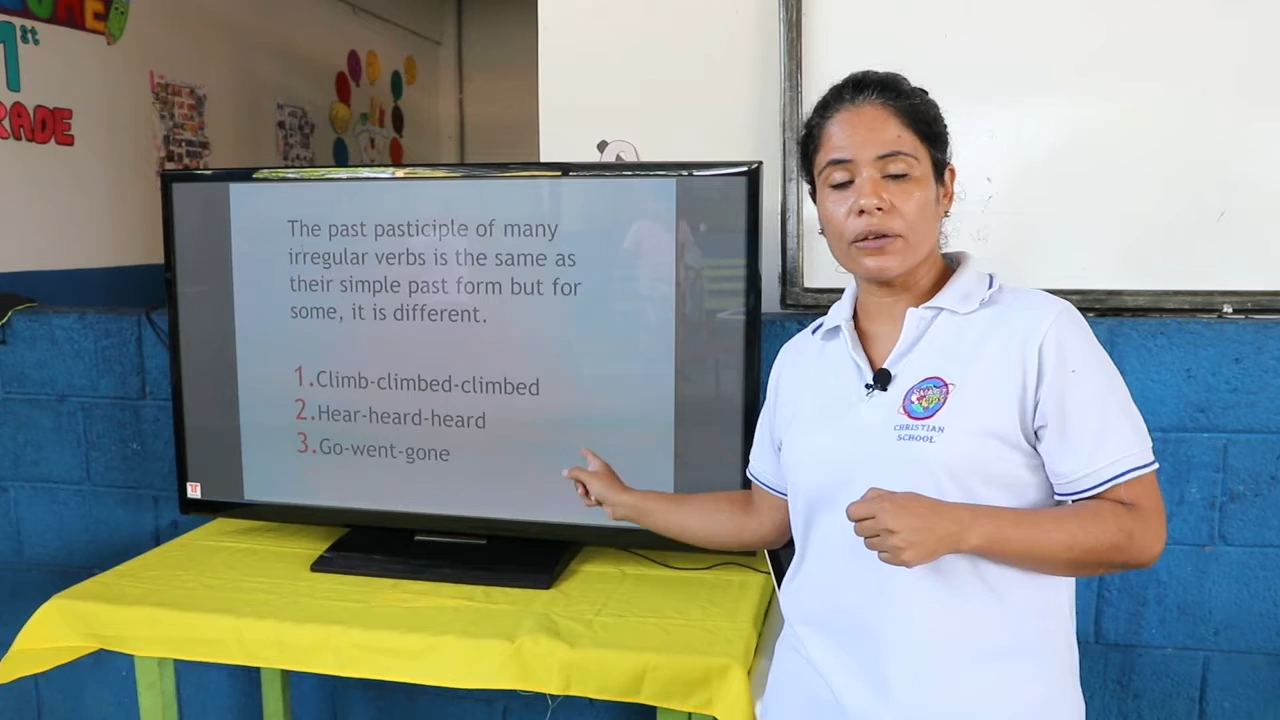 1st
RADE
The past pasticiple of many
irregular verbs is the same as
their simple past form but for
some, it is different.
1.Climb-climbed-climbed
2.Hear-heard-heard
3.Go-went-gone
CHRISTIAN
SCHOOL